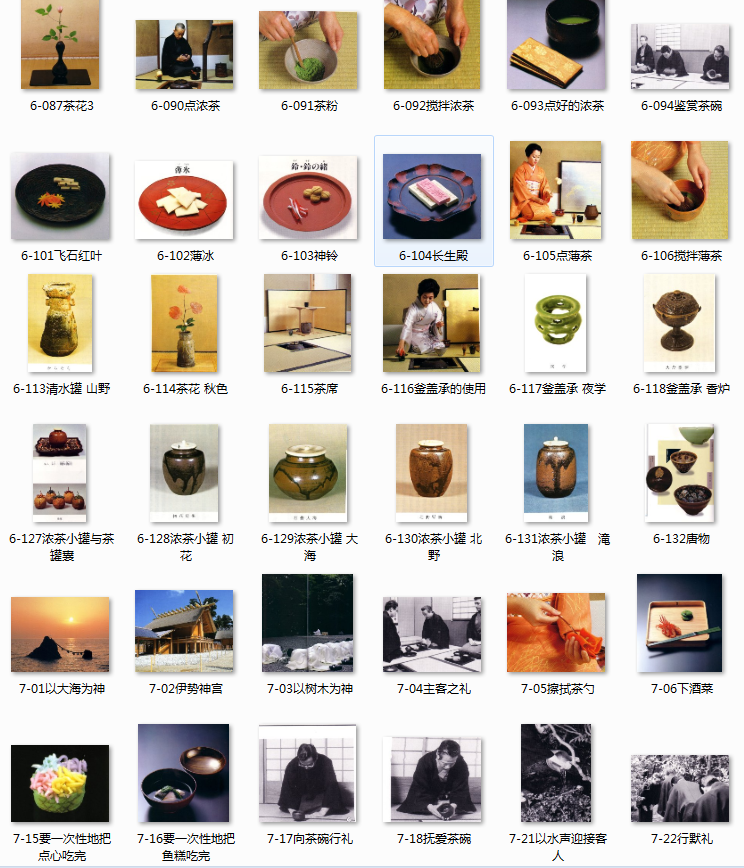 6-087茶花3
6-090点浓茶
6-091茶粉
6-092搅拌浓茶
6-093点好的浓茶
6-094鉴赏茶碗
薄氷
鈴・鈴の緒
6-101飞石红叶
6-102薄冰
6-103神铃
6-104长生殿
6-105点薄茶
6-106搅拌薄茶
6-113清水罐 山野
6-114茶花 秋色
6-115茶席
6-116釜盖承的使用
6-117釜盖承 夜学
6-118釜盖承 香炉
6-127浓茶小罐与茶
罐裹
6-128浓茶小罐 初
花
6-129浓茶小罐 大
海
6-130浓茶小罐 北
野
6-131浓茶小罐 滝
浪
6-132唐物
7-01以大海为神
7-02伊势神宫
7-03以树木为神
7-04主客之礼
7-05擦拭茶勺
7-06下酒菜
7-15要一次性地把
点心吃完
7-16要一次性地把
鱼糕吃完
7-17向茶碗行礼
7-18抚爱茶碗
7-21以水声迎接客
人
7-22行默礼